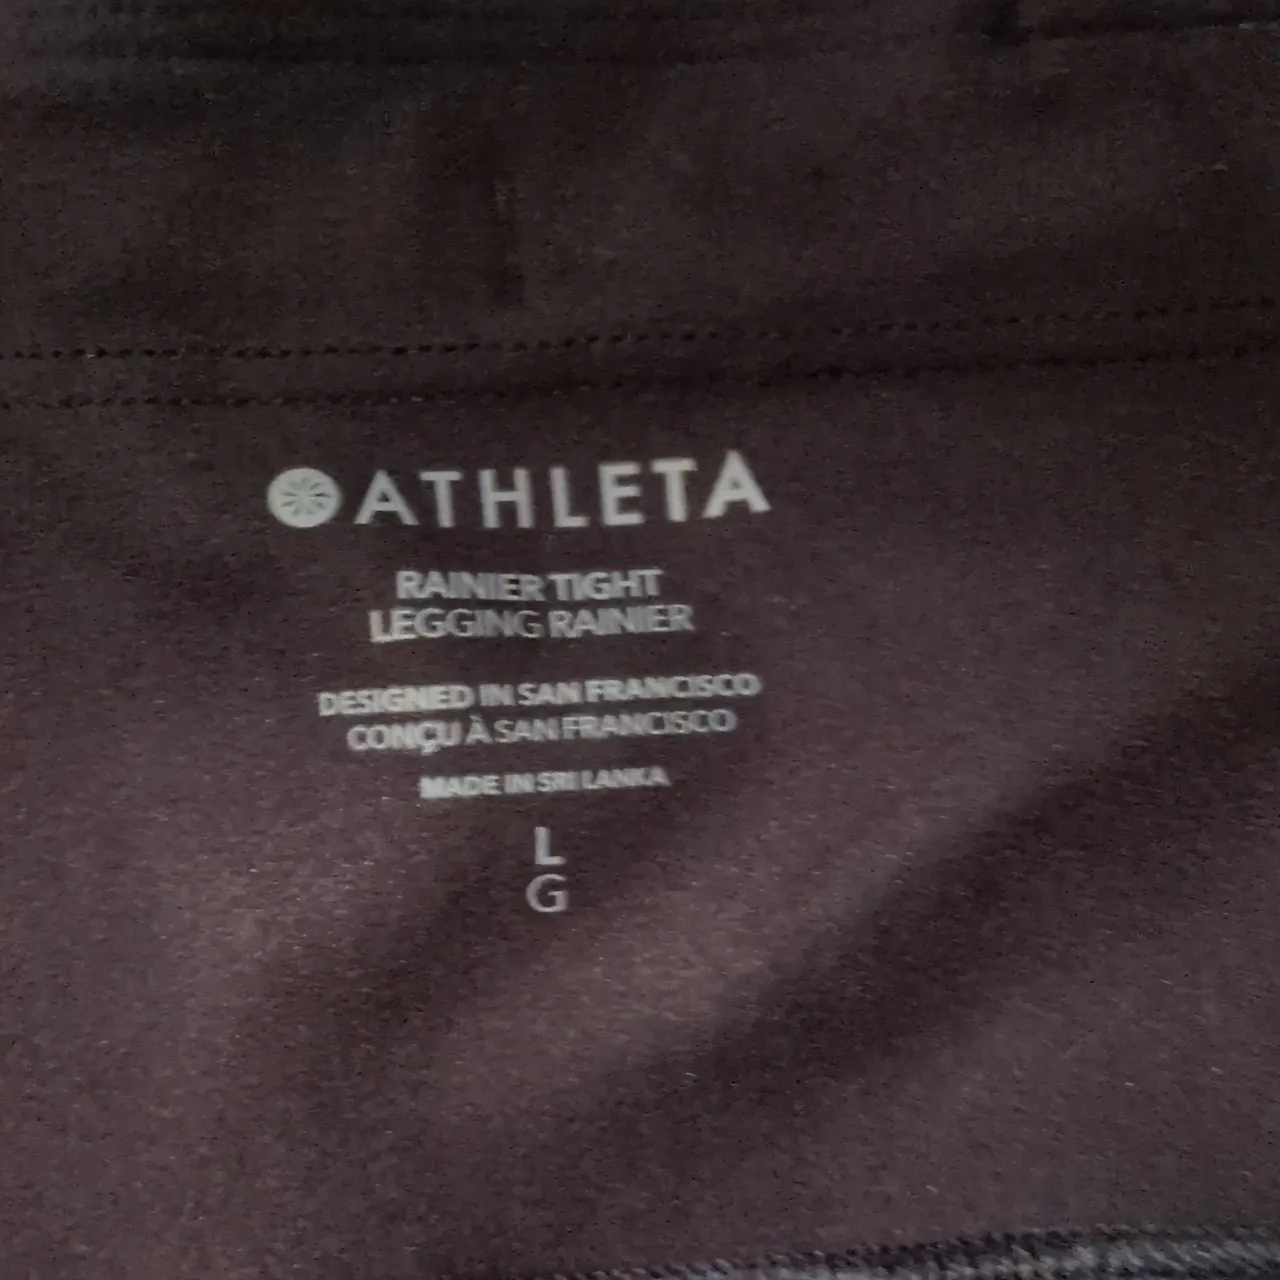 ATHLETA
RAINIER TIGHT
LEGGING RAINIER
DESIGNED IN SAN FRANCISCO
CONÇU À SAN FRANCISCO
MADE IN SRI LANKA
L
G